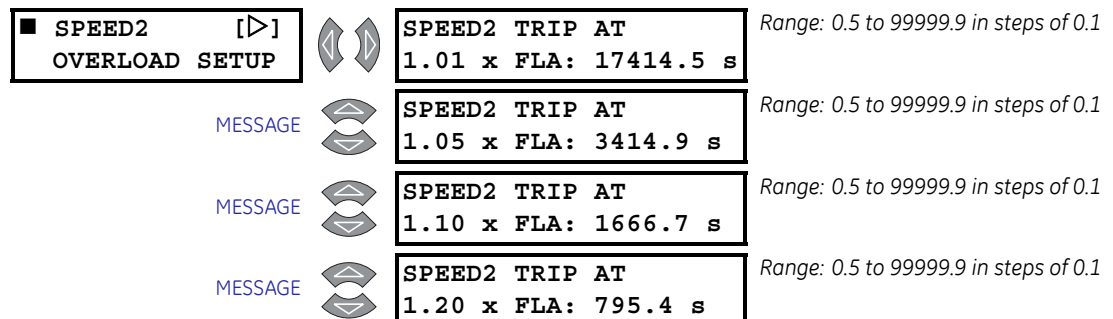 ■ SPEED2 [▷]
OVERLOAD SETUP
SPEED2 TRIP AT
1.01 x FLA: 17414.5 s
Range: 0.5 to 99999.9 in steps of 0.1
MESSAGE
SPEED2 TRIP AT
1.05 x FLA: 3414.9 s
Range: 0.5 to 99999.9 in steps of 0.1
MESSAGE
SPEED2 TRIP AT
1.10 x FLA: 1666.7 s
Range: 0.5 to 99999.9 in steps of 0.1
MESSAGE
SPEED2 TRIP AT
1.20 x FLA: 795.4 s
Range: 0.5 to 99999.9 in steps of 0.1